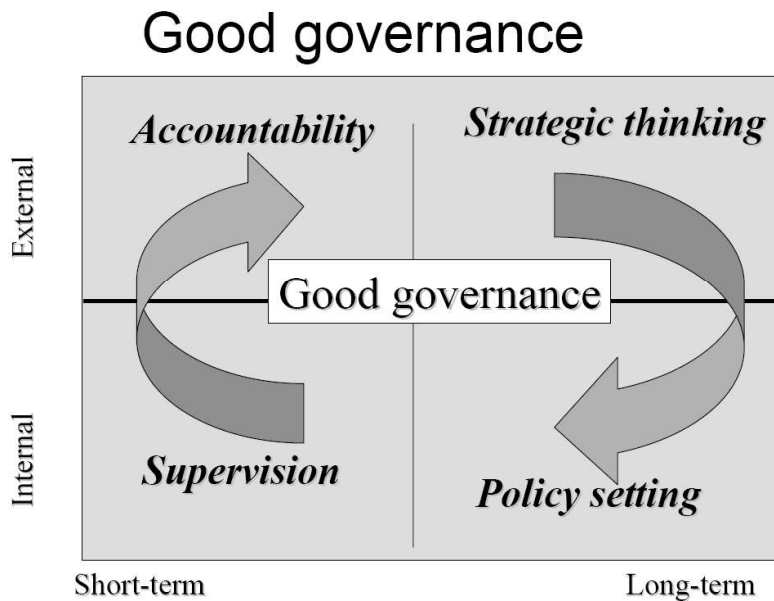 Good governance
Accountability
Strategic thinking
External
Good governance
Internal
Supervision
Policy setting
Short-term
Long-term